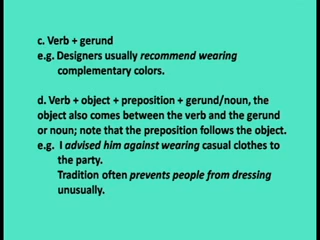 c. Verb + gerund
e.g. Designers usually recommend wearing
complementary colors.
d. Verb + object + preposition + gerund/noun, the
object also comes between the verb and the gerund
or noun; note that the preposition follows the object.
e.g. I advised him against wearing casual clothes to
the party.
Tradition often prevents people from dressing
unusually.